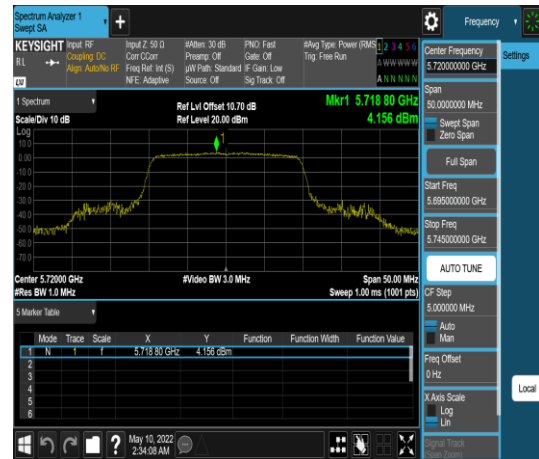 Spectrum Analyzer 1
Swept SA
+
Frequency
KEYSIGHT
RL
LXI
Input: RF
Coupling: DC
Align: Auto/No RF
Input Z: 50 Ω
Corr CCorr
Freq Ref: Int (S)
NFE: Adaptive
#Atten: 30 dB
Preamp: Off
µW Path: Standard
Source: Off
PNO: Fast
Gate: Off
IF Gain: Low
Sig Track: Off
#Avg Type: Power (RMS)
Trig: Free Run
1 2 3 4 5 6
A WWWWW
A N N N N N
1 Spectrum
Scale/Div 10 dB
Ref Lvl Offset 10.70 dB
Ref Level 20.00 dBm
Mkr1 5.718 80 GHz
4.156 dBm
Log
1
10.0
0.00
-10.0
-20.0
-30.0
-40.0
-50.0
-60.0
-70.0
Center 5.72000 GHz
#Res BW 1.0 MHz
#Video BW 3.0 MHz
Span 50.00 MHz
Sweep 1.00 ms (1001 pts)
5 Marker Table
Mode Trace Scale X Y Function Function Width Function Value
1 N 1 f 5.718 80 GHz 4.156 dBm
2
3
4
5
6
May 10, 2022
2:34:08 AM
Center Frequency
5.720000000 GHz
Span
50.0000000 MHz
Swept Span
Zero Span
Full Span
Start Freq
5.695000000 GHz
Stop Freq
5.745000000 GHz
AUTO TUNE
CF Step
5.000000 MHz
Auto
Man
Freq Offset
0 Hz
X Axis Scale
Log
Lin
Signal Track
(Span Zoom)
Settings
Local